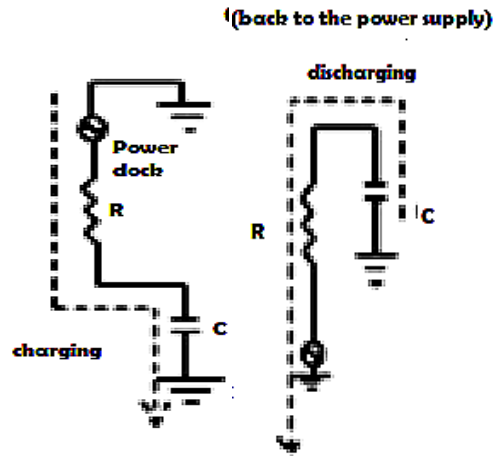 (back to the power supply)
discharging
Power
clock
R
R
C
C
charging